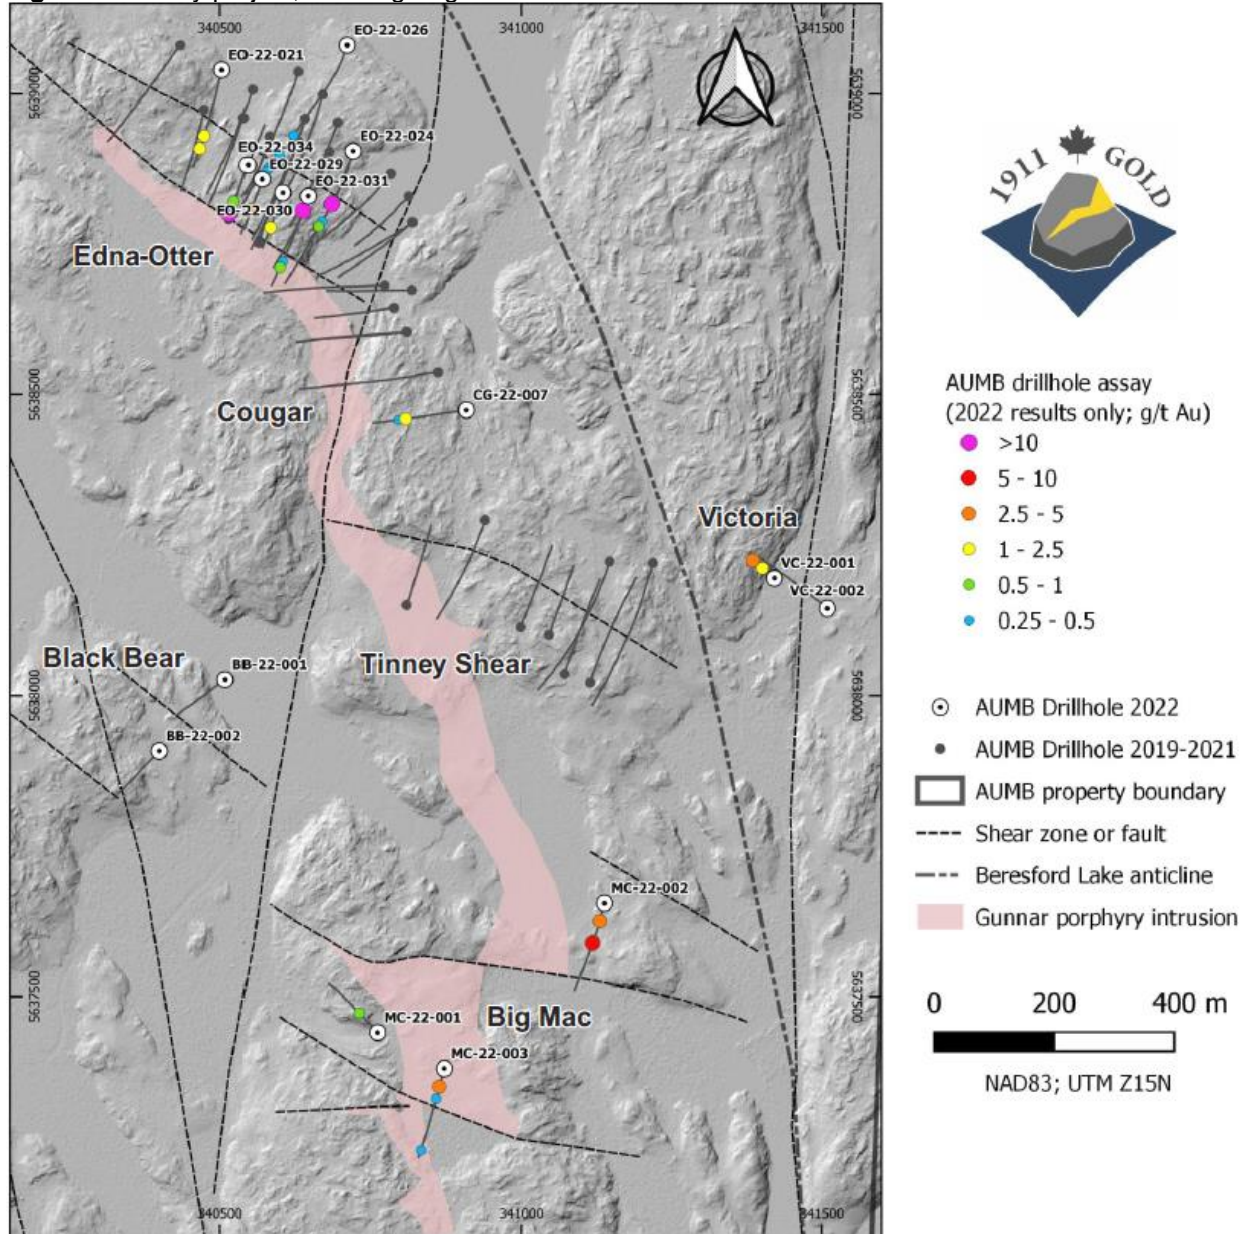 340500
341000
341500
EO-22-026
EO-22-021
5639000
5639000
EO-22-024
EO-22-034
EO-22-029
EO-22-031
EO-22-030
Edna-Otter
5638500
5638500
Cougar
CG-22-007
Victoria
VC-22-001
VC-22-002
Black Bear
BB-22-001
Tinney Shear
5638000
5638000
BB-22-002
MC-22-002
5637500
5637500
Big Mac
MC-22-001
MC-22-003
340500
341000
341500
1911 GOLD
AUMB drillhole assay
(2022 results only; g/t Au)
>10
5 - 10
2.5 - 5
1 - 2.5
0.5 - 1
0.25 - 0.5
AUMB Drillhole 2022
AUMB Drillhole 2019-2021
AUMB property boundary
Shear zone or fault
Beresford Lake anticline
Gunnar porphyry intrusion
0 200 400 m
NAD83; UTM Z15N